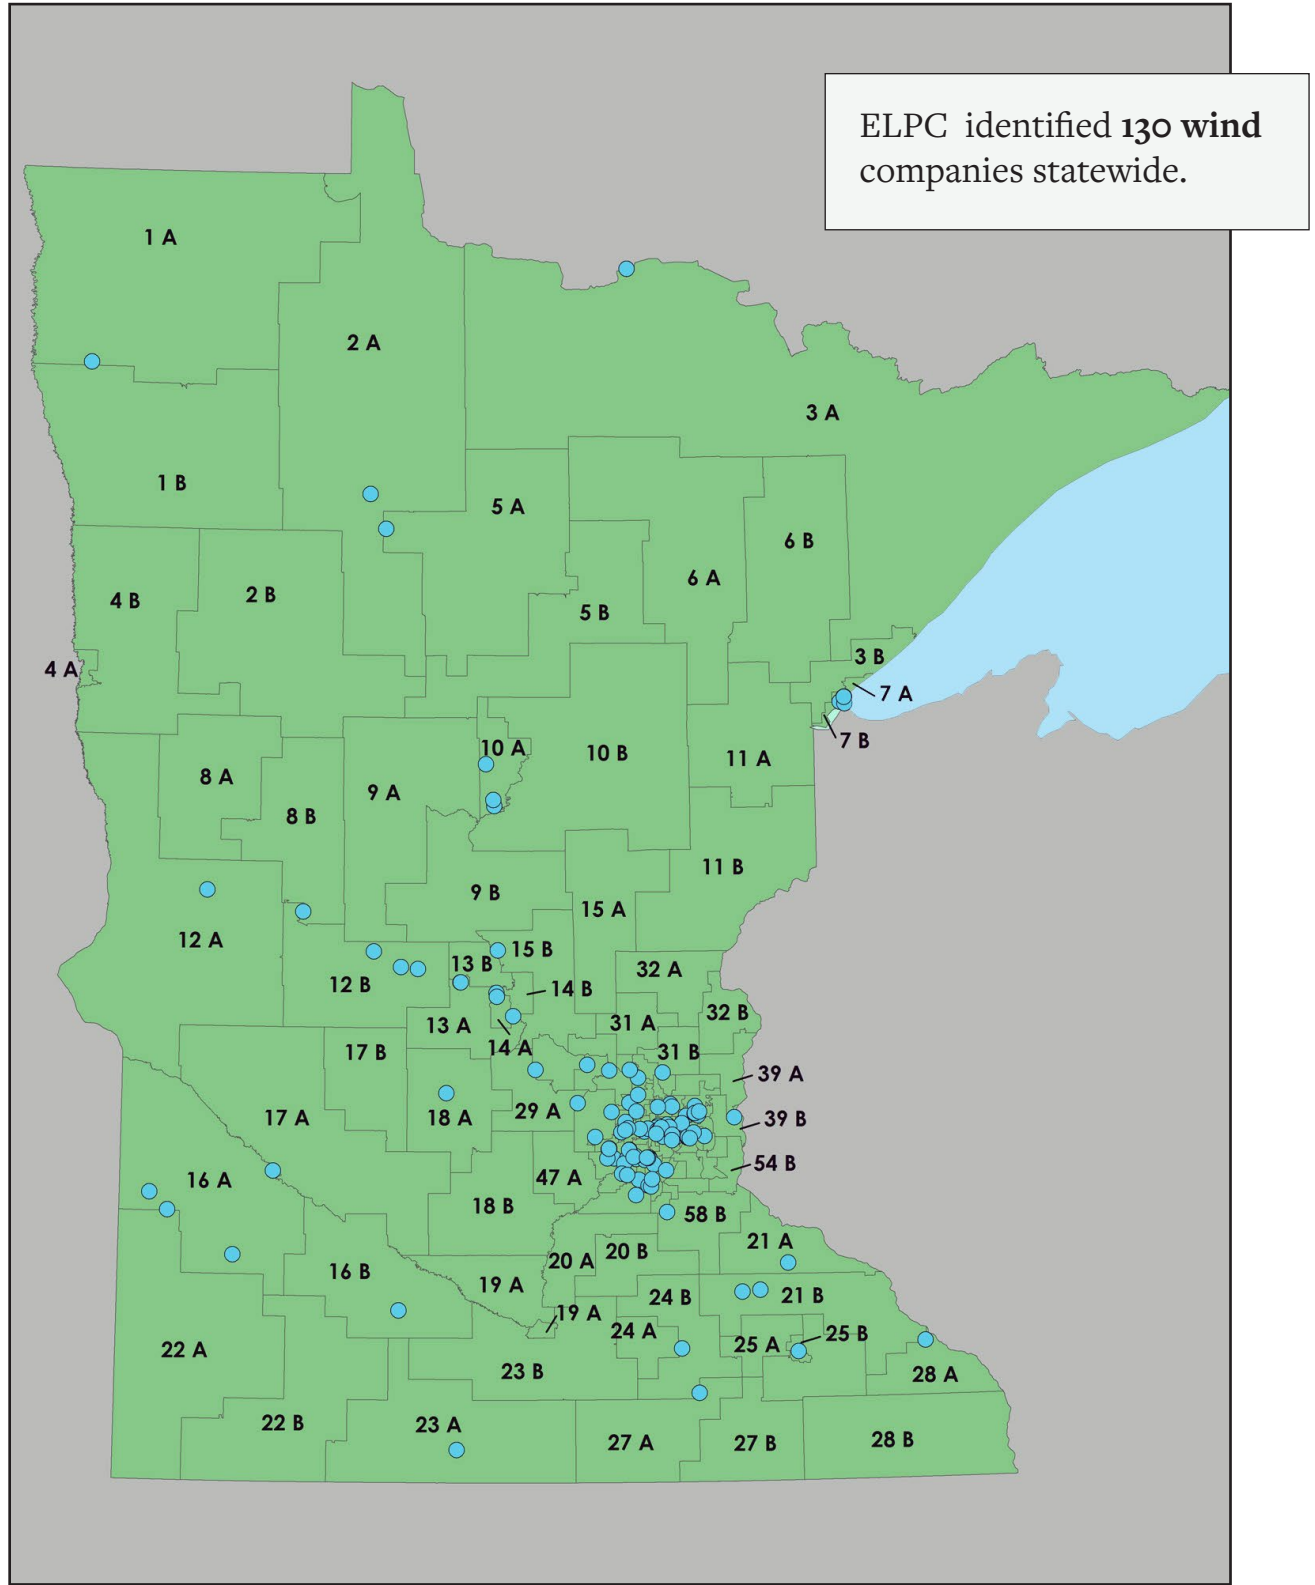 ELPC identified 130 wind
companies statewide.
1 A
2 A
3 A
1 B
5 A
6 B
6 A
4 B
2 B
5 B
3 B
4 A
7 A
7 B
10 A
10 B
11 A
8 A
9 A
8 B
11 B
9 B
15 A
12 A
15 B
13 B
32 A
12 B
14 B
32 B
13 A
31 A
14 A
17 B
31 B
39 A
29 A
17 A
18 A
39 B
54 B
16 A
47 A
18 B
58 B
21 A
20 A
20 B
16 B
19 A
24 B
21 B
19 A
24 A
25 A
25 B
22 A
23 B
28 A
22 B
23 A
27 A
27 B
28 B